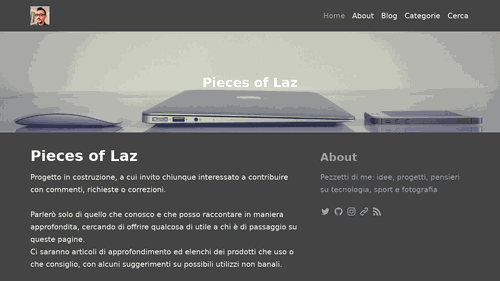 Home About Blog Categorie Cerca
Pieces of Laz
Pieces of Laz
Progetto in costruzione, a cui invito chiunque interessato a contribuire
con commenti, richieste o correzioni.
Parlerò solo di quello che conosco e che posso raccontare in maniera
approfondita, cercando di offrire qualcosa di utile a chi è di passaggio su
queste pagine.
Ci saranno articoli di approfondimento ed elenchi dei prodotti che uso o
che consiglio, con alcuni suggerimenti su possibili utilizzi non banali.
About
Pezzetti di me: idee, progetti, pensieri
su tecnologia, sport e fotografia